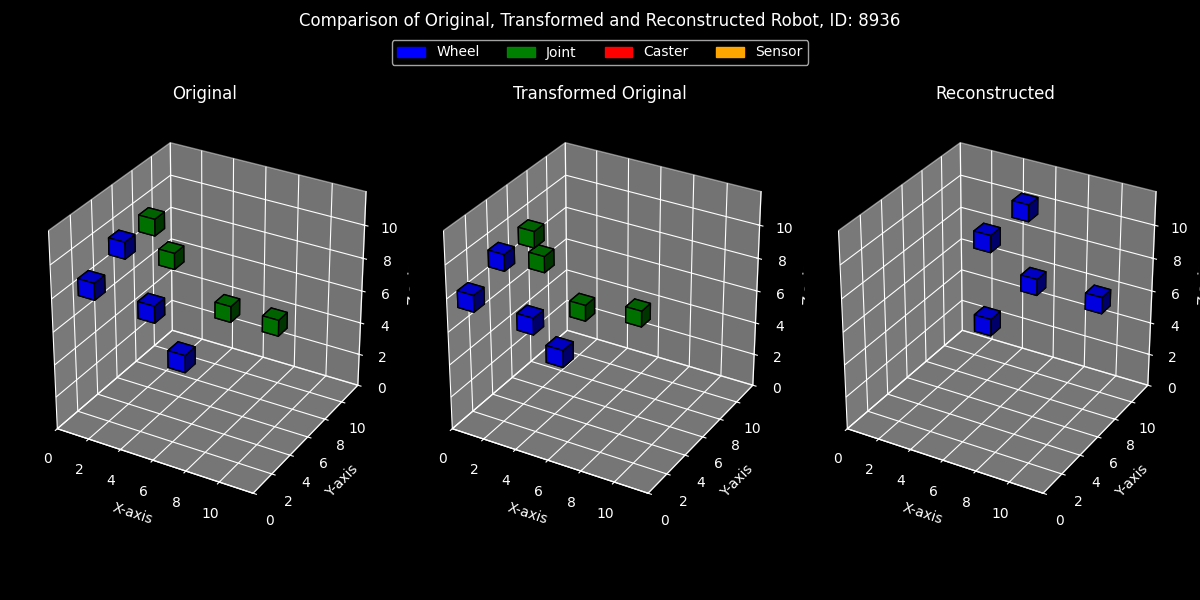 Comparison of Original, Transformed and Reconstructed Robot, ID: 8936
Wheel Joint Caster Sensor
Original
Transformed Original
Reconstructed
0 2 4 6 8 10
X-axis
0 2 4 6 8 10
Y-axis
0 2 4 6 8 10
0 2 4 6 8 10
X-axis
0 2 4 6 8 10
Y-axis
0 2 4 6 8 10
0 2 4 6 8 10
X-axis
0 2 4 6 8 10
Y-axis
0 2 4 6 8 10